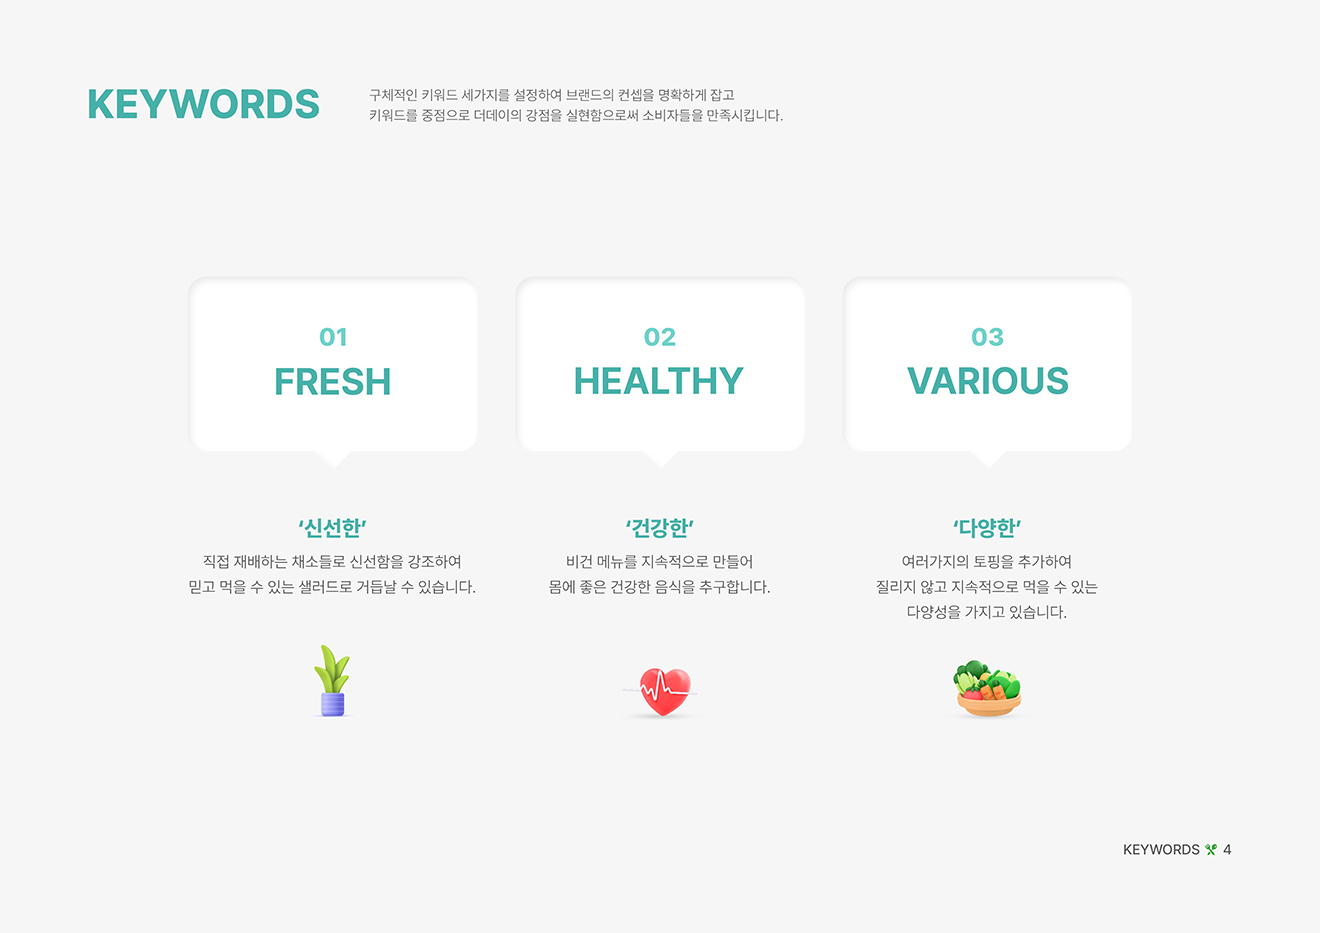 KEYWORDS
구체적인 키워드 세가지를 설정하여 브랜드의 컨셉을 명확하게 잡고
키워드를 중점으로 더데이의 강점을 실현함으로써 소비자들을 만족시킵니다.
01
FRESH
‘신선한’
직접 재배하는 채소들로 신선함을 강조하여
믿고 먹을 수 있는 샐러드로 거듭날 수 있습니다.
02
HEALTHY
‘건강한’
비건 메뉴를 지속적으로 만들어
몸에 좋은 건강한 음식을 추구합니다.
03
VARIOUS
‘다양한’
여러가지의 토핑을 추가하여
질리지 않고 지속적으로 먹을 수 있는
다양성을 가지고 있습니다.
KEYWORDS 4